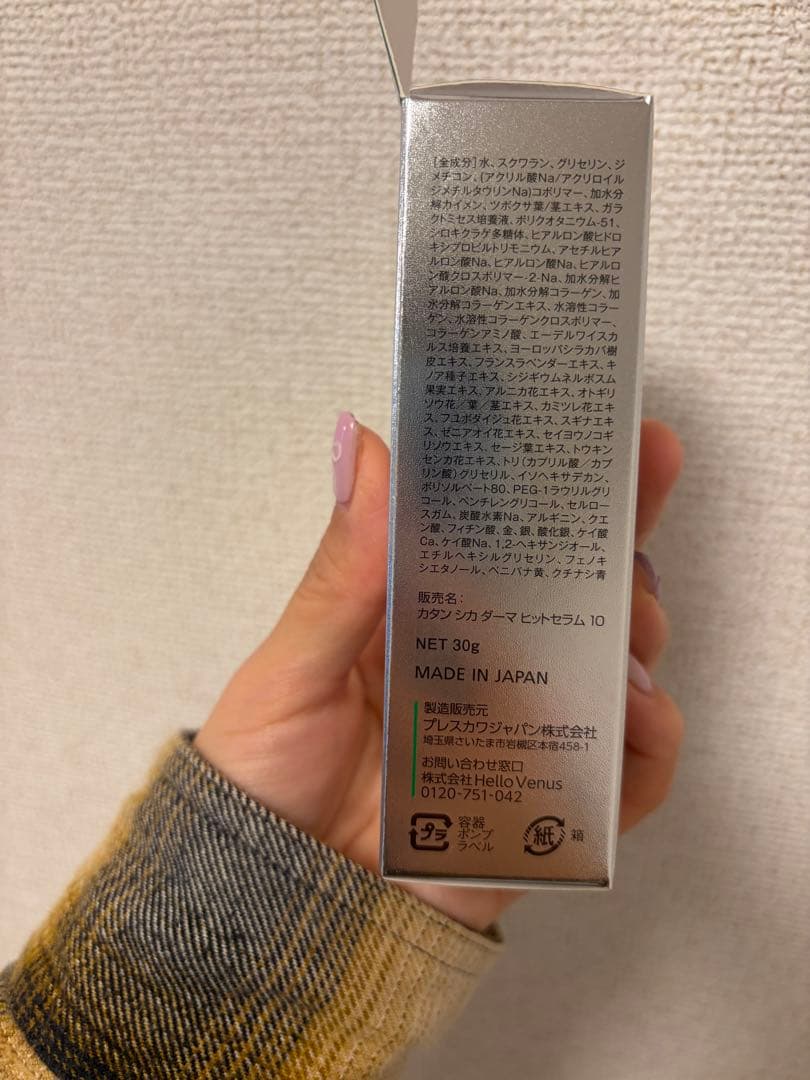 [全成分]水、スクワラン、グリセリン、ジ
メチコン、(アクリル酸Na/アクリロイル
ジメチルタウリンNa)コポリマー、加水分
解カイメン、ツボクサ葉/茎エキス、ガラ
クトミセス培養液、ポリクオタニウム-51、
シロキクラゲ多糖体、ヒアルロン酸ヒドロ
キシプロピルトリモニウム、アセチルヒア
ルロン酸Na、ヒアルロン酸Na、ヒアルロ
ン酸クロスポリマー-2-Na、加水分解ヒ
アルロン酸Na、加水分解コラーゲン、加
水分解コラーゲンエキス、水溶性コラー
ゲン、水溶性コラーゲンクロスポリマー、
コラーゲンアミノ酸、エーデルワイスカ
ルス培養エキス、ヨーロッパシラカバ樹
皮エキス、フランスラベンダーエキス、キ
ノア種子エキス、シジギウムネルボスム
果実エキス、アルニカ花エキス、オトギリ
ソウ花／葉／茎エキス、カミツレ花エキ
ス、フユボダイジュ花エキス、スギナエキ
ス、ゼニアオイ花エキス、セイヨウノコギ
リソウエキス、セージ葉エキス、トウキン
センカ花エキス、トリ(カプリル酸／カプ
リン酸)グリセリル、イソヘキサデカン、
ポリソルベート80、PEG-1ラウリルグリ
コール、ペンチレングリコール、セルロー
スガム、炭酸水素Na、アルギニン、クエ
ン酸、フィチン酸、金、銀、酸化銀、ケイ酸
Ca、ケイ酸Na、1,2-ヘキサンジオール、
エチルヘキシルグリセリン、フェノキ
シエタノール、ベニバナ黄、クチナシ青
販売名:
カタン シカ ダーマ ヒットセラム 10
NET 30g
MADE IN JAPAN
製造販売元
プレスカワジャパン株式会社
埼玉県さいたま市岩槻区本宿458-1
お問い合わせ窓口
株式会社Hello Venus
0120-751-042
プラ
容器
ポンプ
ラベル
紙
箱